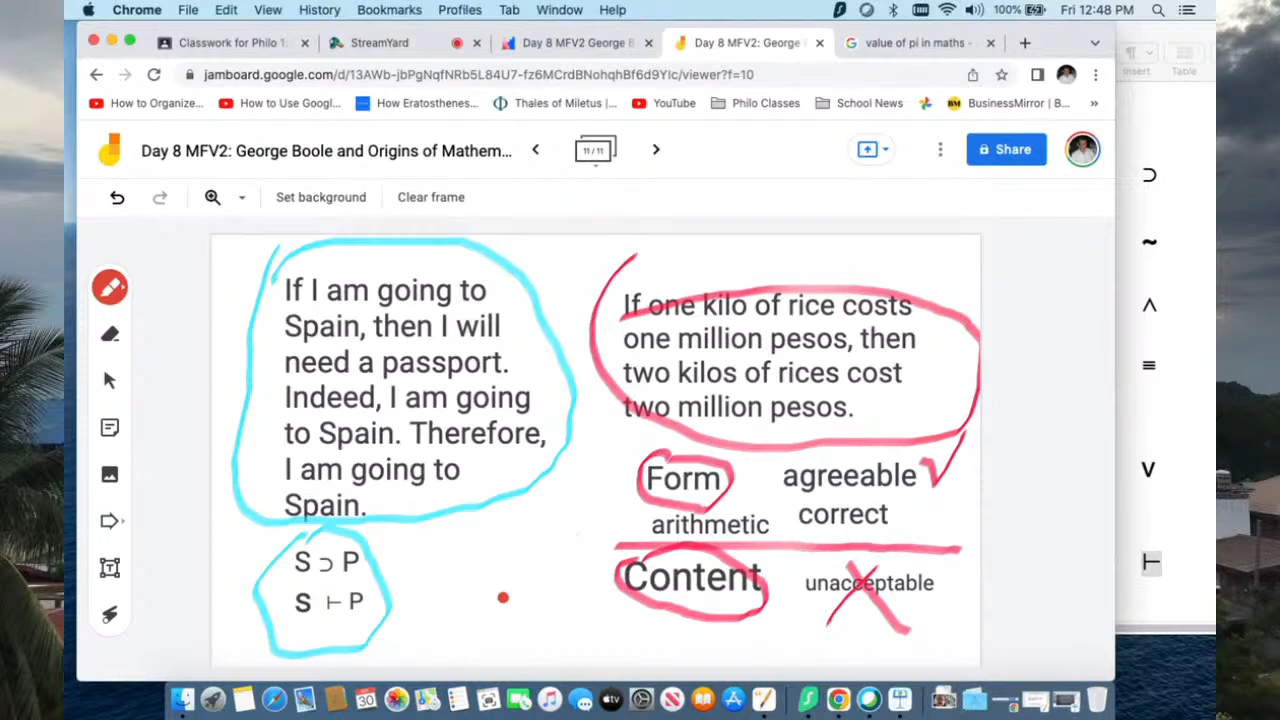 Chrome File Edit View History Bookmarks Profiles Tab Window Help 100% Fri 12:48 PM
Classwork for Philo 1: StreamYard Day 8 MFV2 George B Day 8 MFV2: George value of pi in maths -
jamboard.google.com/d/13AWb-jbPgNqfNRb5L84U7-fz6MCrdBNohqhBf6d9YIc/viewer?f=10
Insert Table
How to Organize... How to Use Googl... How Eratosthenes... Thales of Miletus |... YouTube Philo Classes School News BM BusinessMirror | B... »
Day 8 MFV2: George Boole and Origins of Mathem... 11 / 11 Share
Set background Clear frame
If I am going to
Spain, then I will
need a passport.
Indeed, I am going
to Spain. Therefore,
I am going to
Spain.
S ⊃ P
S ⊢ P
If one kilo of rice costs
one million pesos, then
two kilos of rices cost
two million pesos.
Form agreeable
arithmetic correct
Content unacceptable
⊃
~
^
≡
v
⊢
30